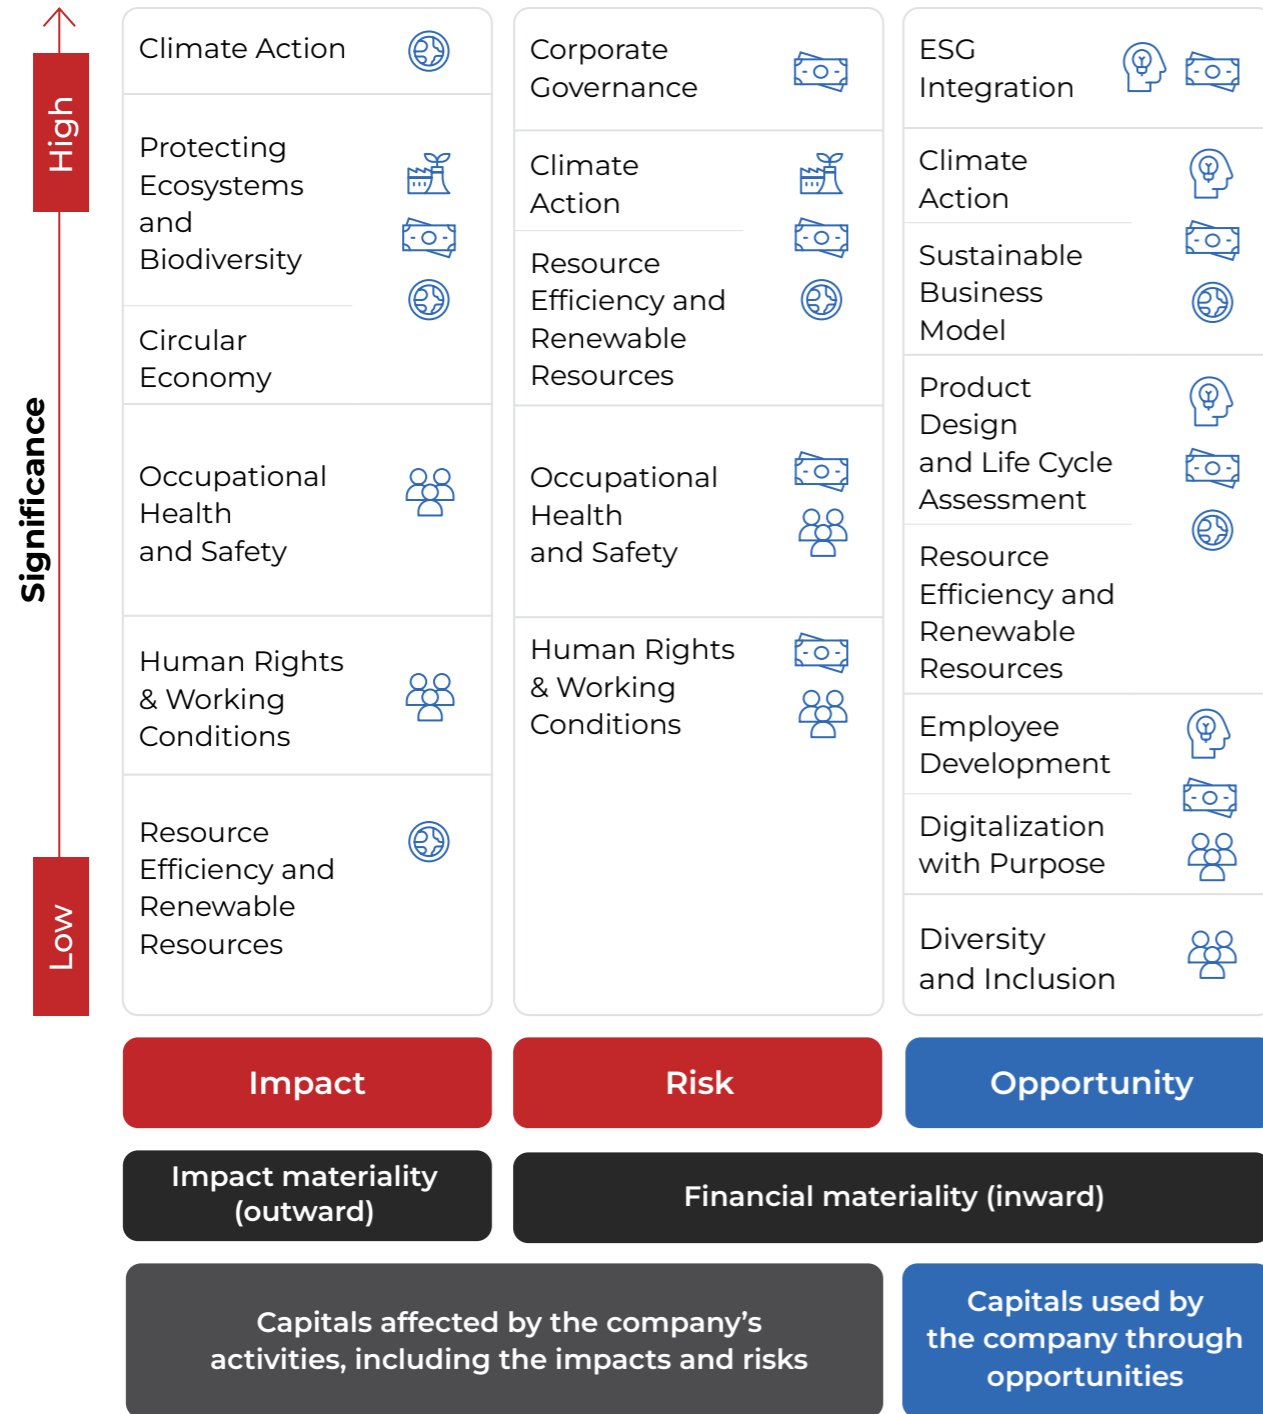 Significance
High
Low
Climate Action
Protecting
Ecosystems
and
Biodiversity
Circular
Economy
Occupational
Health
and Safety
Human Rights
& Working
Conditions
Resource
Efficiency and
Renewable
Resources
Corporate
Governance
Climate
Action
Resource
Efficiency and
Renewable
Resources
Occupational
Health
and Safety
Human Rights
& Working
Conditions
ESG
Integration
Climate
Action
Sustainable
Business
Model
Product
Design
and Life Cycle
Assessment
Resource
Efficiency and
Renewable
Resources
Employee
Development
Digitalization
with Purpose
Diversity
and Inclusion
Impact
Risk
Opportunity
Impact materiality
(outward)
Financial materiality (inward)
Capitals affected by the company’s
activities, including the impacts and risks
Capitals used by
the company through
opportunities